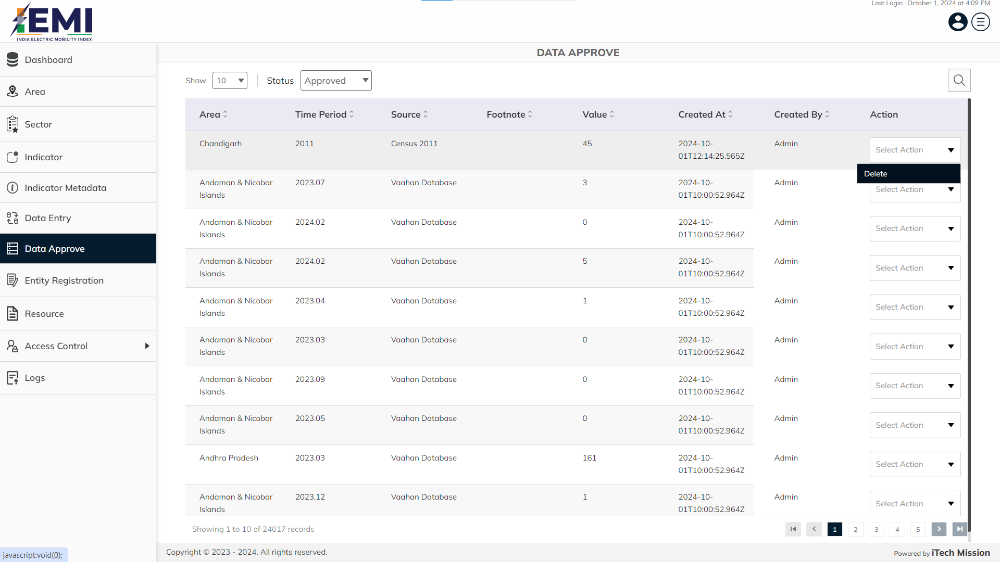 Last Login : October 1, 2024 at 4:09 PM
EMI
INDIA ELECTRIC MOBILITY INDEX
Dashboard
Area
Sector
Indicator
Indicator Metadata
Data Entry
Data Approve
Entity Registration
Resource
Access Control
Logs
DATA APPROVE
Show 10 Status Approved
Area Time Period Source Footnote Value Created At Created By Action
Chandigarh 2011 Census 2011 45 2024-10- Admin Select Action
01T12:14:25.565Z
Delete
Andaman & Nicobar 2023.07 Vaahan Database 3 2024-10- Admin Select Action
Islands 01T10:00:52.964Z
Andaman & Nicobar 2024.02 Vaahan Database 0 2024-10- Admin Select Action
Islands 01T10:00:52.964Z
Andaman & Nicobar 2024.02 Vaahan Database 5 2024-10- Admin Select Action
Islands 01T10:00:52.964Z
Andaman & Nicobar 2023.04 Vaahan Database 1 2024-10- Admin Select Action
Islands 01T10:00:52.964Z
Andaman & Nicobar 2023.03 Vaahan Database 0 2024-10- Admin Select Action
Islands 01T10:00:52.964Z
Andaman & Nicobar 2023.09 Vaahan Database 0 2024-10- Admin Select Action
Islands 01T10:00:52.964Z
Andaman & Nicobar 2023.05 Vaahan Database 0 2024-10- Admin Select Action
Islands 01T10:00:52.964Z
Andhra Pradesh 2023.03 Vaahan Database 161 2024-10- Admin Select Action
01T10:00:52.964Z
Andaman & Nicobar 2023.12 Vaahan Database 1 2024-10- Admin Select Action
Islands 01T10:00:52.964Z
Showing 1 to 10 of 24017 records 1 2 3 4 5
Copyright © 2023 - 2024. All rights reserved. Powered by iTech Mission
javascript:void(0);